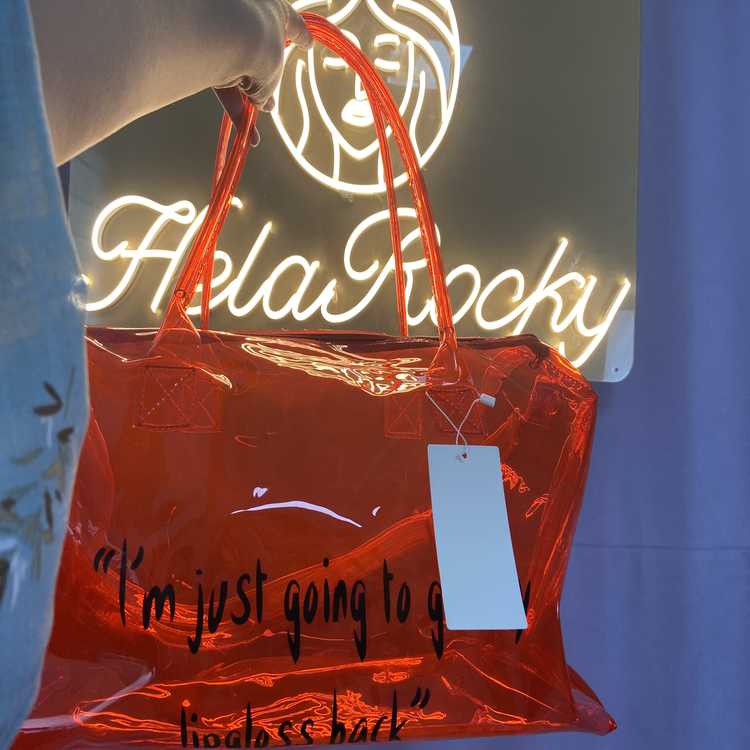 HelaRocky
"I'm just going to
lipgloss back"